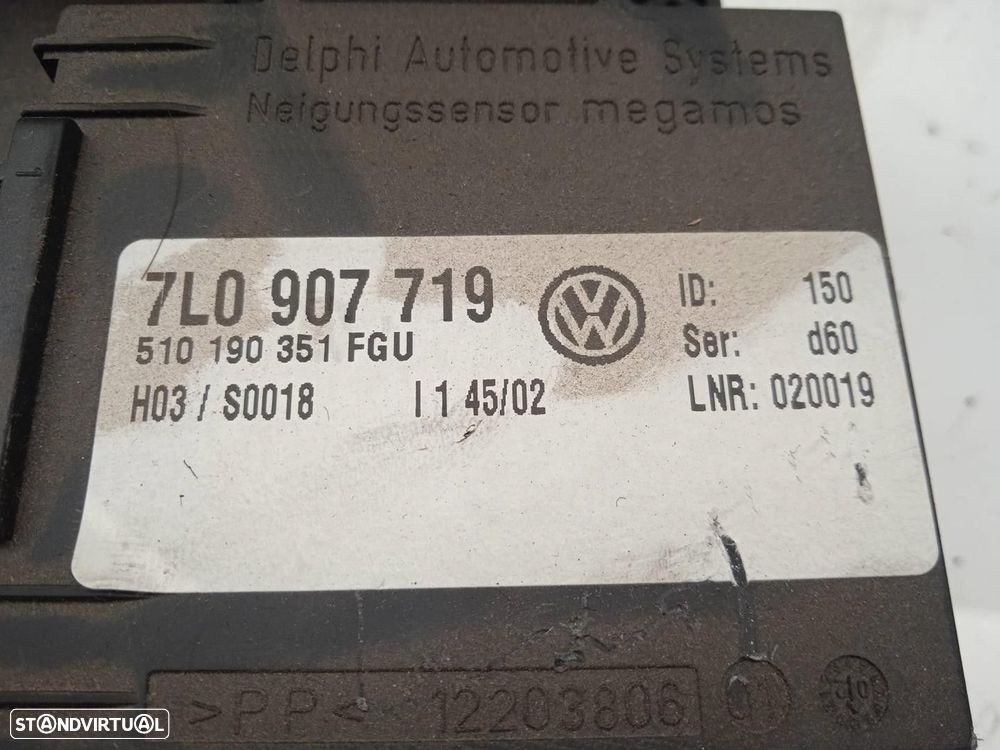 Delphi Automotive Systems
Neigungssensor megamos
7L0 907 719
510 190 351 FGU
H03 / S0018 I 1 45/02
VW
ID: 150
Ser: d60
LNR: 020019
>PP< 12203806
STANDVIRTUAL